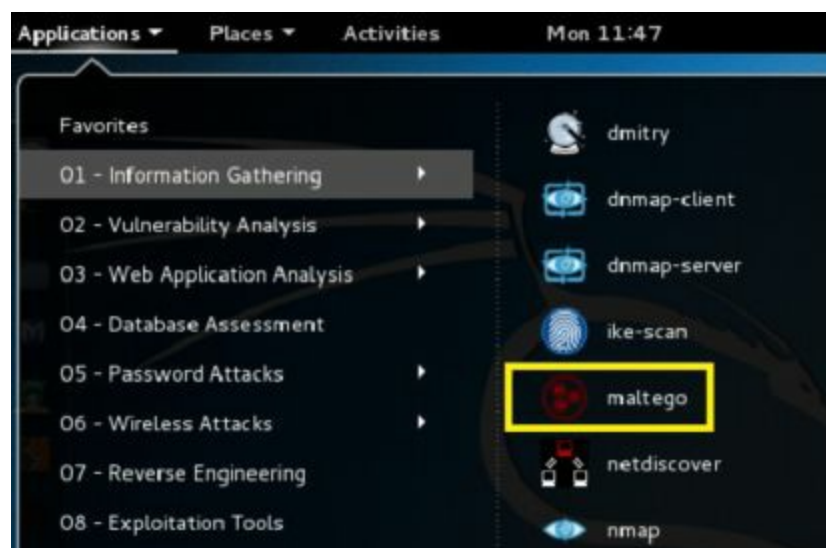 Applications Places Activities Mon 11:47
Favorites
01 - Information Gathering
02 - Vulnerability Analysis
03 - Web Application Analysis
04 - Database Assessment
05 - Password Attacks
06 - Wireless Attacks
07 - Reverse Engineering
08 - Exploitation Tools
dmitry
dnmap-client
dnmap-server
ike-scan
maltego
netdiscover
nmap